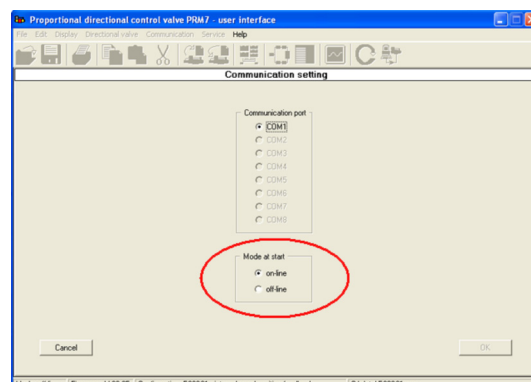 Proportional directional control valve PRM7 - user interface
File Edit Display Directional valve Communication Service Help
Communication setting
Communication port
COM1
COM2
COM3
COM4
COM5
COM6
COM7
COM8
Mode at start
on-line
off-line
Cancel
OK